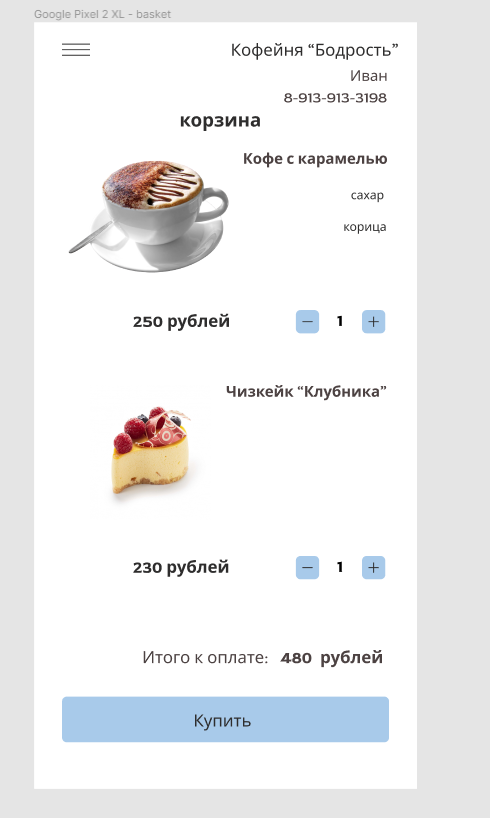 Google Pixel 2 XL - basket
Кофейня “Бодрость”
Иван
8-913-913-3198
корзина
Кофе с карамелью
сахар
корица
250 рублей
− 1 +
Чизкейк “Клубника”
230 рублей
− 1 +
Итого к оплате: 480 рублей
Купить